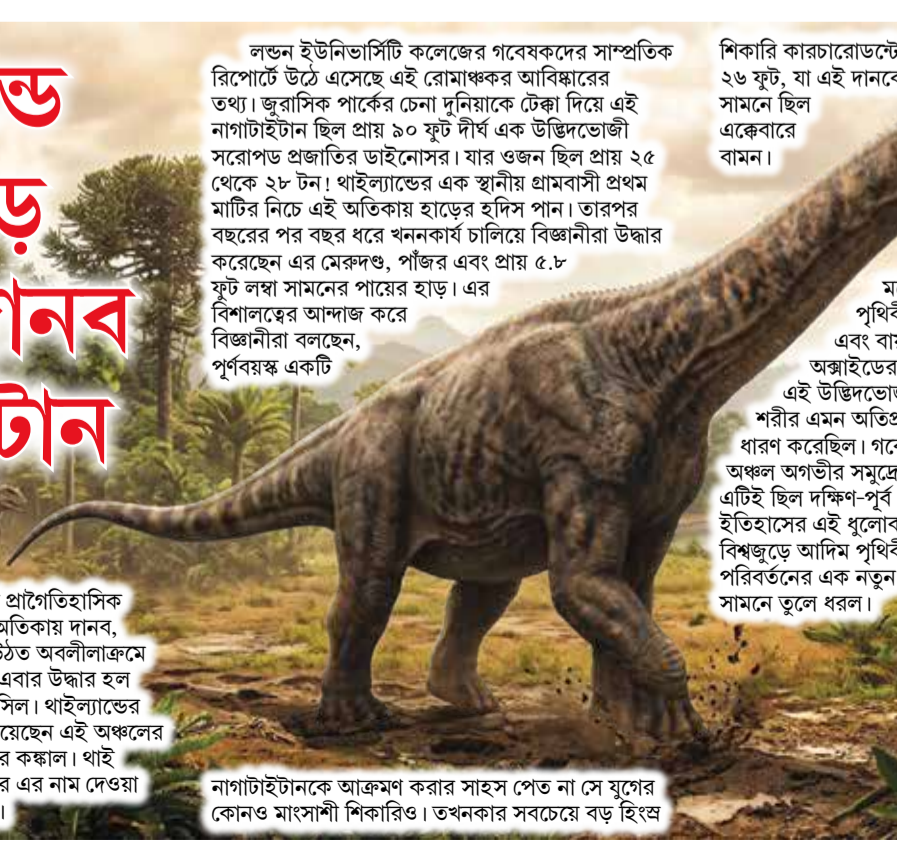 ন্ড
ড়
নব
টান
প্রাগৈতিহাসিক
অতিকায় দানব,
উঠত অবলীলাক্রমে
এবার উদ্ধার হল
সিল। থাইল্যান্ডের
য়েছেন এই অঞ্চলের
র কঙ্কাল। থাই
র এর নাম দেওয়া
।
লন্ডন ইউনিভার্সিটি কলেজের গবেষকদের সাম্প্রতিক
রিপোর্টে উঠে এসেছে এই রোমাঞ্চকর আবিষ্কারের
তথ্য। জুরাসিক পার্কের চেনা দুনিয়াকে টেক্কা দিয়ে এই
নাগাটাইটান ছিল প্রায় ৯০ ফুট দীর্ঘ এক উদ্ভিদভোজী
সরোপড প্রজাতির ডাইনোসর। যার ওজন ছিল প্রায় ২৫
থেকে ২৮ টন! থাইল্যান্ডের এক স্থানীয় গ্রামবাসী প্রথম
মাটির নিচে এই অতিকায় হাড়ের হদিস পান। তারপর
বছরের পর বছর ধরে খননকার্য চালিয়ে বিজ্ঞানীরা উদ্ধার
করেছেন এর মেরুদণ্ড, পাঁজর এবং প্রায় ৫.৮
ফুট লম্বা সামনের পায়ের হাড়। এর
বিশালত্বের আন্দাজ করে
বিজ্ঞানীরা বলছেন,
পূর্ণবয়স্ক একটি
নাগাটাইটানকে আক্রমণ করার সাহস পেত না সে যুগের
কোনও মাংসাশী শিকারিও। তখনকার সবচেয়ে বড় হিংস্র
শিকারি কারচারোডন্টো
২৬ ফুট, যা এই দানবে
সামনে ছিল
এক্কেবারে
বামন।
ম
পৃথিবী
এবং বায়
অক্সাইডের
এই উদ্ভিদভোজ
শরীর এমন অতিপ্র
ধারণ করেছিল। গবে
অঞ্চল অগভীর সমুদ্রে
এটিই ছিল দক্ষিণ-পূর্ব
ইতিহাসের এই ধুলোব
বিশ্বজুড়ে আদিম পৃথিবী
পরিবর্তনের এক নতুন
সামনে তুলে ধরল।